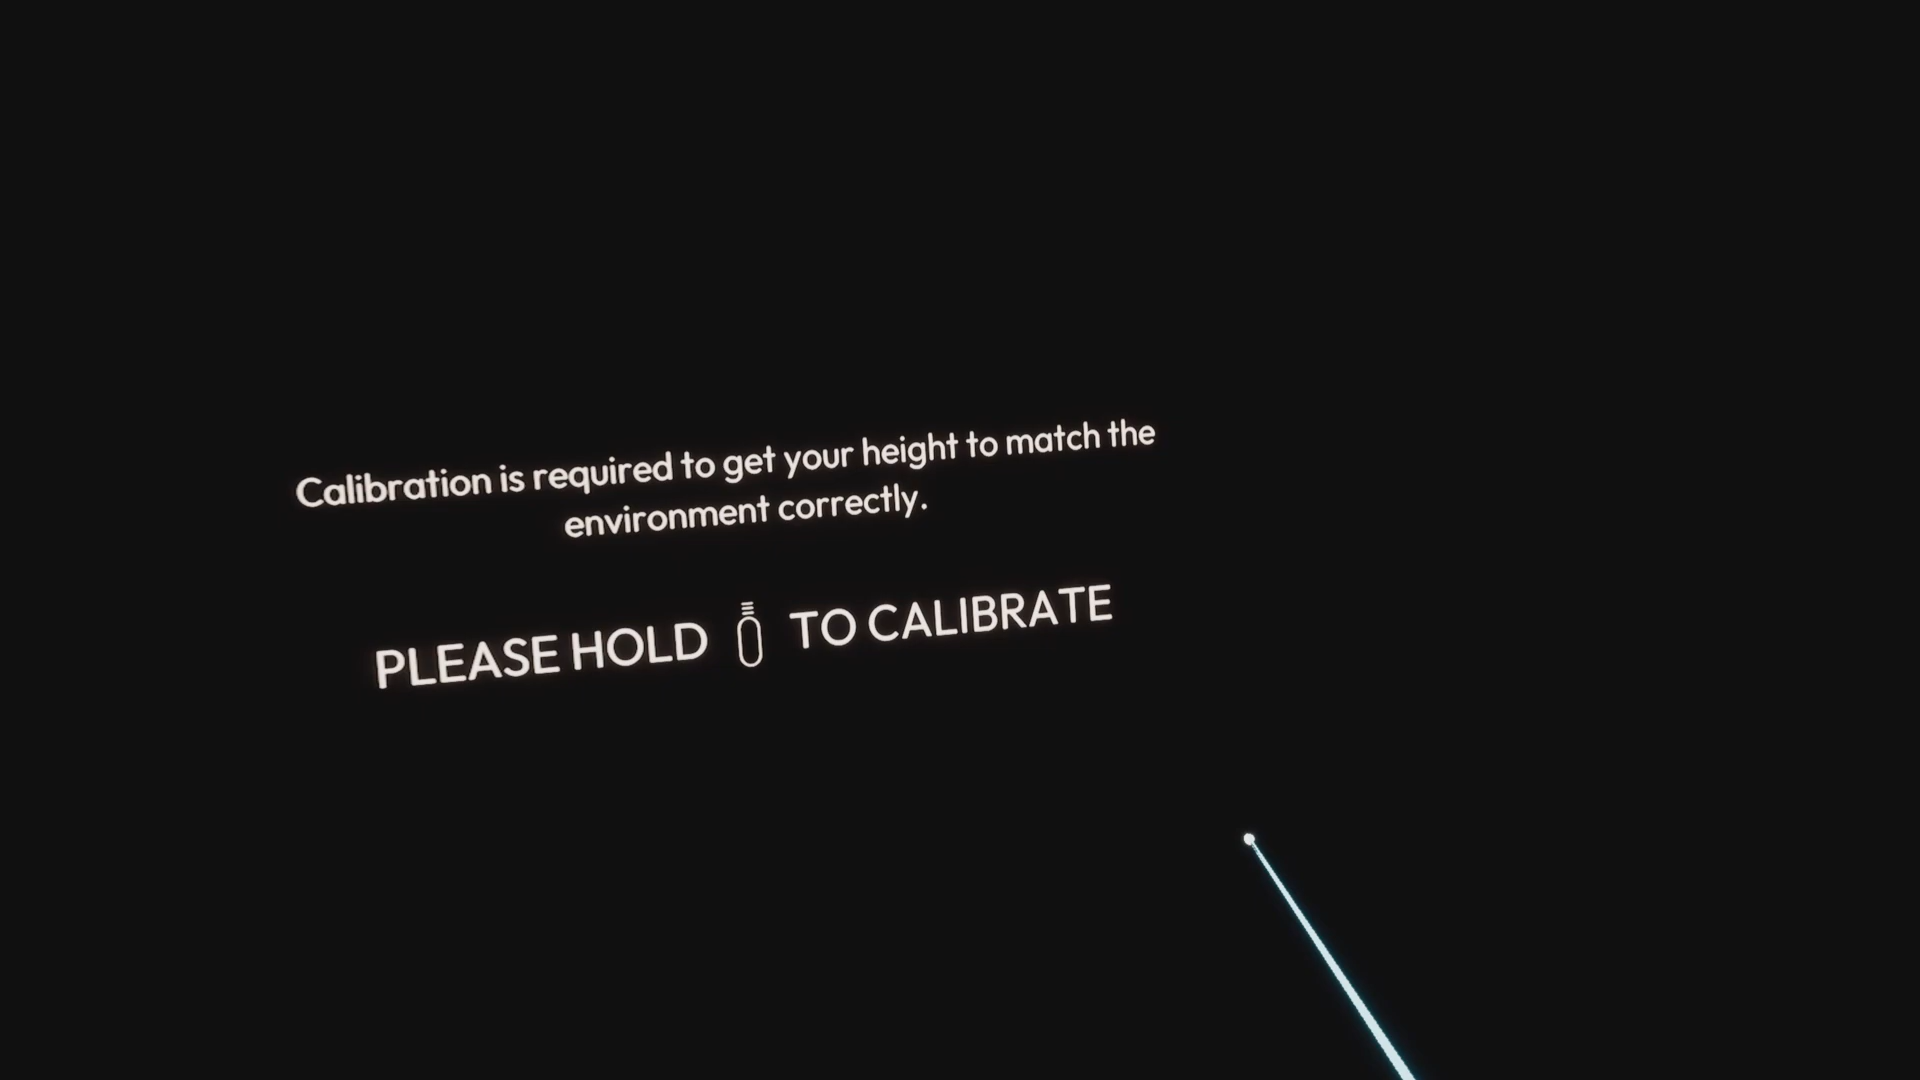 Calibration is required to get your height to match the
environment correctly.
PLEASE HOLD TO CALIBRATE